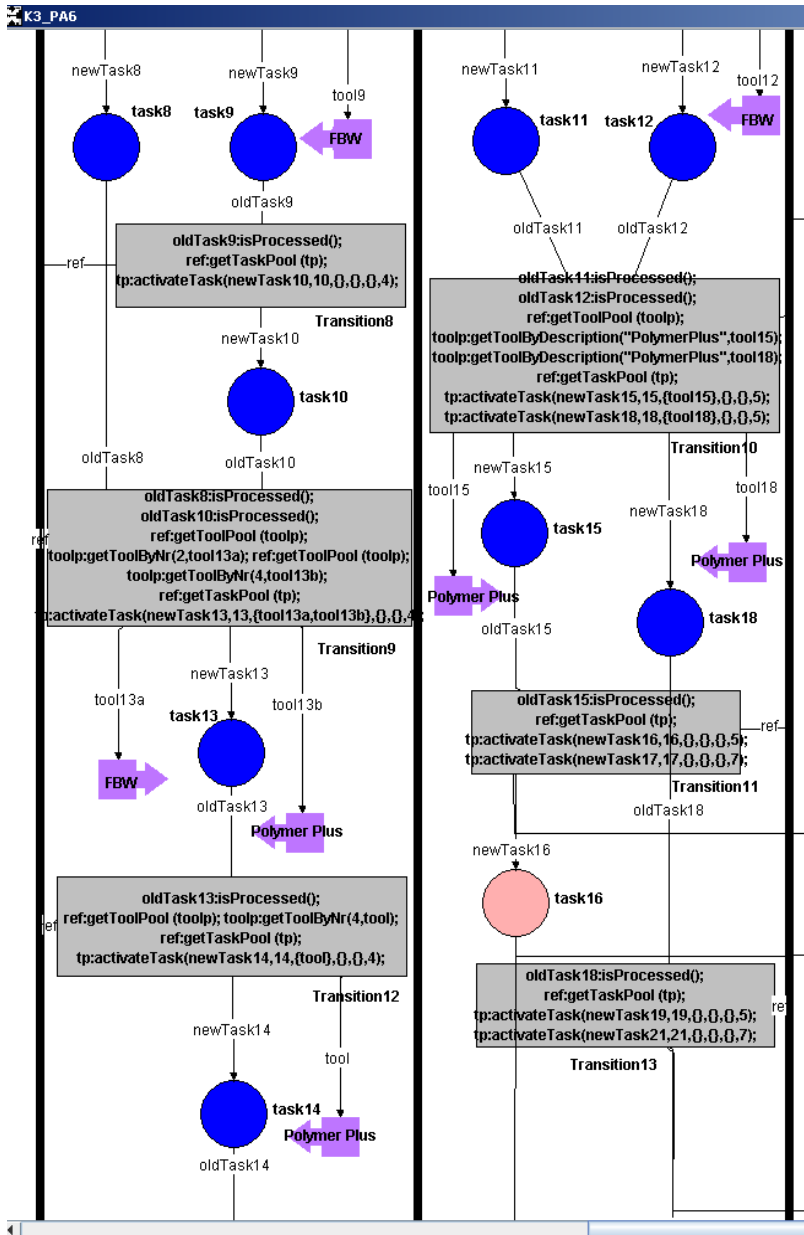 K3_PA6
newTask8
newTask9
tool9
task8
task9
FBW
oldTask9
oldTask9:isProcessed();
ref:getTaskPool (tp);
tp:activateTask(newTask10,10,{},{},{},4);
ref
Transition8
newTask10
task10
oldTask8
oldTask10
oldTask8:isProcessed();
oldTask10:isProcessed();
ref:getToolPool (toolp);
toolp:getToolByNr(2,tool13a); ref:getToolPool (toolp);
toolp:getToolByNr(4,tool13b);
ref:getTaskPool (tp);
tp:activateTask(newTask13,13,{tool13a,tool13b},{},{},4);
ref
Transition9
newTask13
tool13a
tool13b
task13
FBW
oldTask13
Polymer Plus
oldTask13:isProcessed();
ref:getToolPool (toolp); toolp:getToolByNr(4,tool);
ref:getTaskPool (tp);
tp:activateTask(newTask14,14,{tool},{},{},4);
ref
Transition12
newTask14
tool
task14
Polymer Plus
oldTask14
newTask11
newTask12
tool12
task11
task12
FBW
oldTask11
oldTask12
oldTask11:isProcessed();
oldTask12:isProcessed();
ref:getToolPool (toolp);
toolp:getToolByDescription("PolymerPlus",tool15);
toolp:getToolByDescription("PolymerPlus",tool18);
ref:getTaskPool (tp);
tp:activateTask(newTask15,15,{tool15},{},{},5);
tp:activateTask(newTask18,18,{tool18},{},{},5);
Transition10
newTask15
tool15
tool18
newTask18
task15
Polymer Plus
Polymer Plus
task18
oldTask15
oldTask15:isProcessed();
ref:getTaskPool (tp);
tp:activateTask(newTask16,16,{},{},{},5);
tp:activateTask(newTask17,17,{},{},{},7);
ref
Transition11
oldTask18
newTask16
task16
oldTask18:isProcessed();
ref:getTaskPool (tp);
tp:activateTask(newTask19,19,{},{},{},5);
tp:activateTask(newTask21,21,{},{},{},7);
ref
Transition13